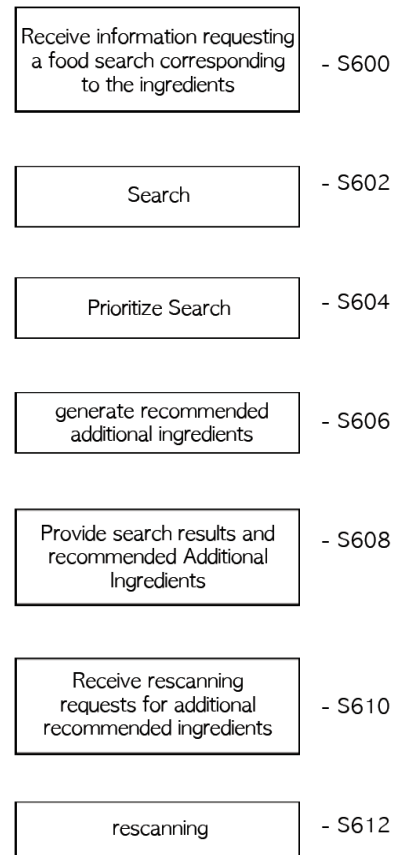 Receive information requesting
a food search corresponding
to the ingredients
- S600
Search
- S602
Prioritize Search
- S604
generate recommended
additional ingredients
- S606
Provide search results and
recommended Additional
Ingredients
- S608
Receive rescanning
requests for additional
recommended ingredients
- S610
rescanning
- S612